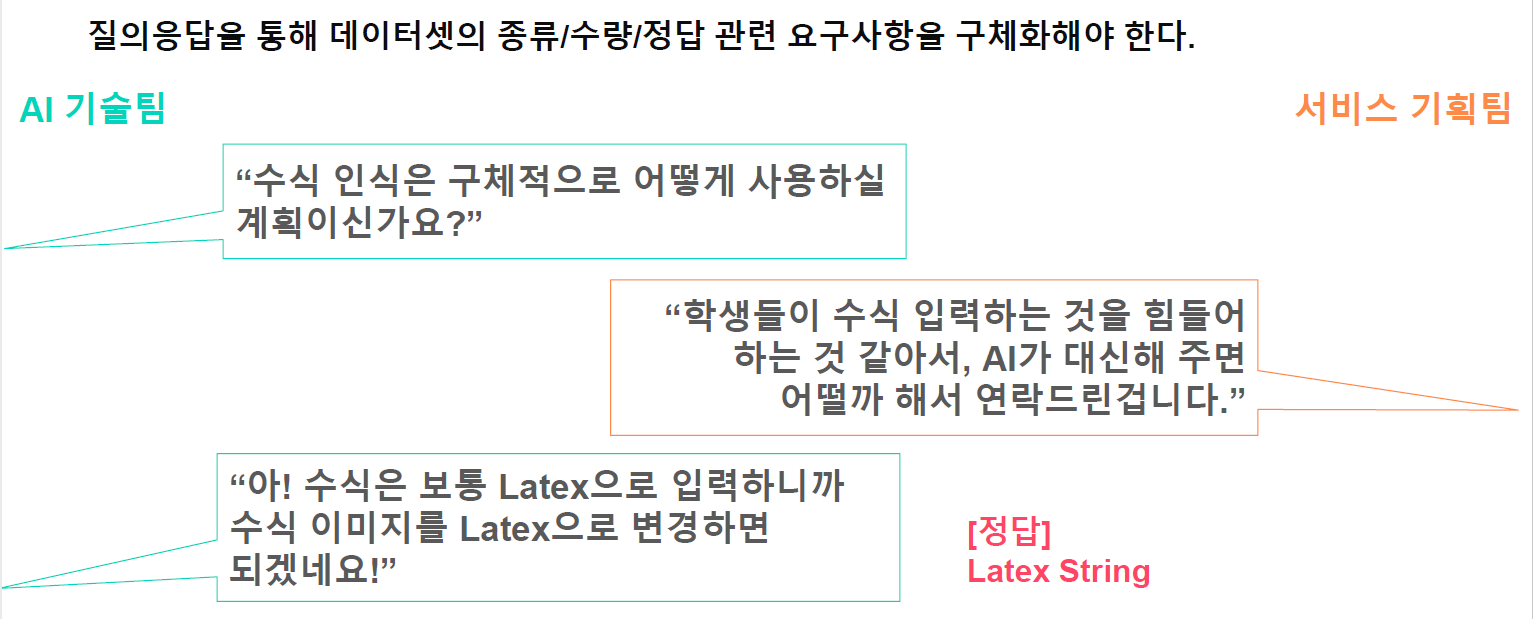 질의응답을 통해 데이터셋의 종류/수량/정답 관련 요구사항을 구체화해야 한다.
AI 기술팀
서비스 기획팀
“수식 인식은 구체적으로 어떻게 사용하실
계획이신가요?”
“학생들이 수식 입력하는 것을 힘들어
하는 것 같아서, AI가 대신해 주면
어떨까 해서 연락드린겁니다.”
“아! 수식은 보통 Latex으로 입력하니까
수식 이미지를 Latex으로 변경하면
되겠네요!”
[정답]
Latex String